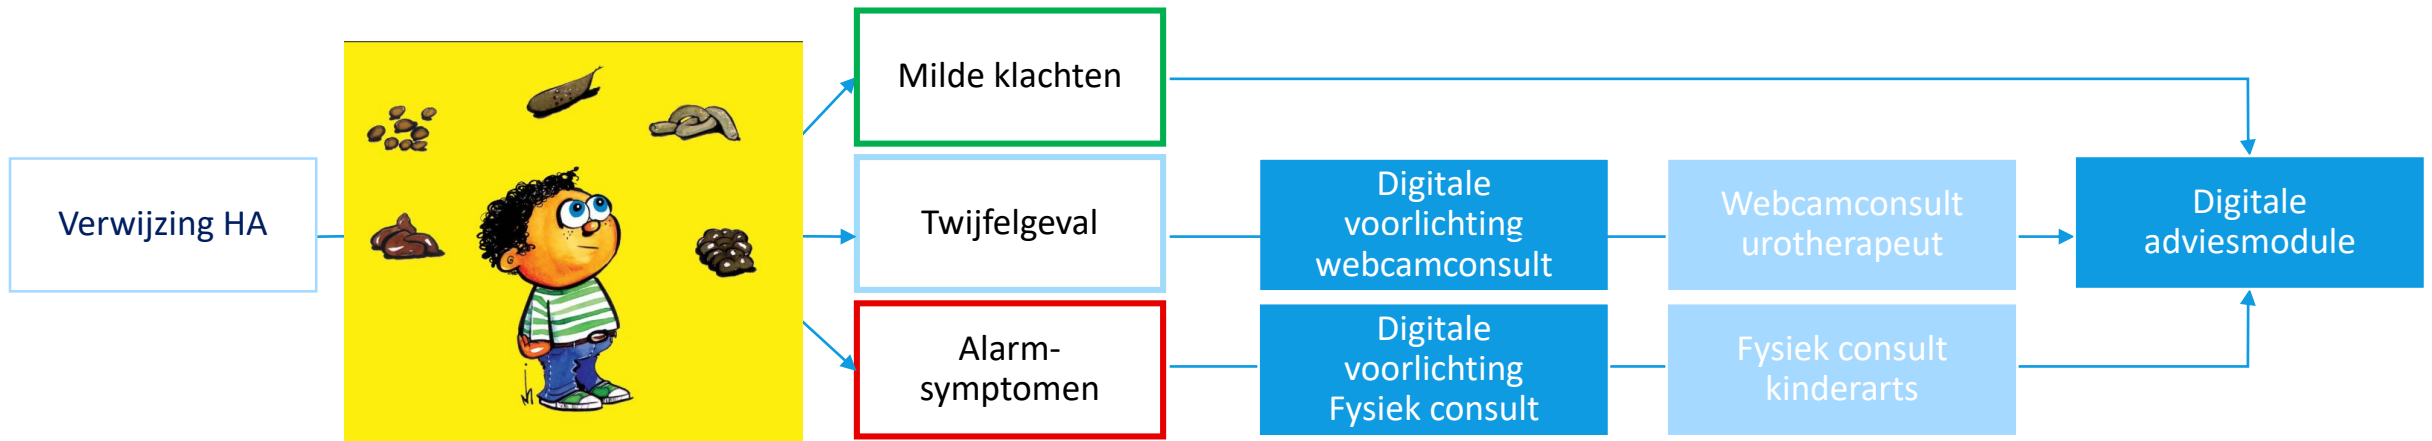 Verwijzing HA
Milde klachten
Twijfelgeval
Alarm-
symptomen
Digitale
voorlichting
webcamconsult
Digitale
voorlichting
Fysiek consult
Webcamconsult
urotherapeut
Fysiek consult
kinderarts
Digitale
adviesmodule